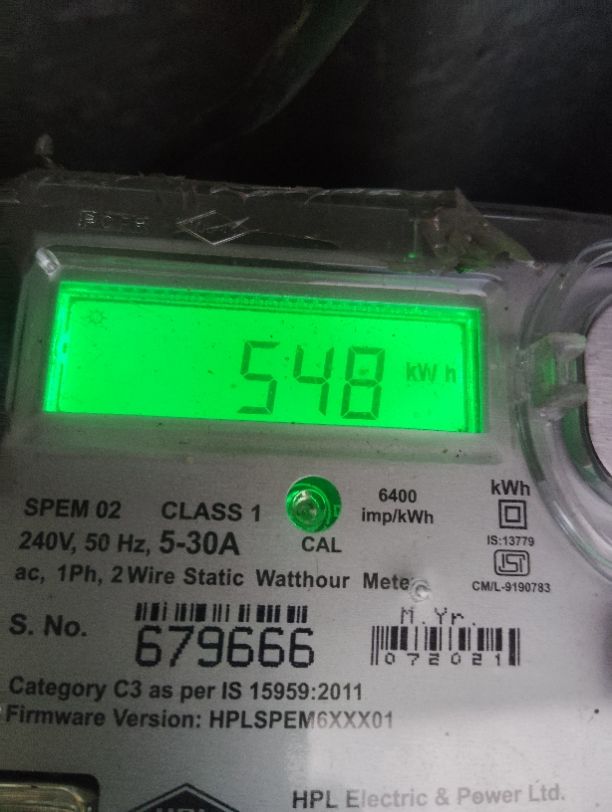 548 kWh
SPEM 02 CLASS 1
6400 imp/kWh
kWh
240V, 50 Hz, 5-30A
CAL
IS:13779
ac, 1Ph, 2 Wire Static Watthour Mete
CM/L-9190783
S. No. 679666
M.Yr.
072021
Category C3 as per IS 15959:2011
Firmware Version: HPLSPEM6XXX01
HPL Electric & Power Ltd.